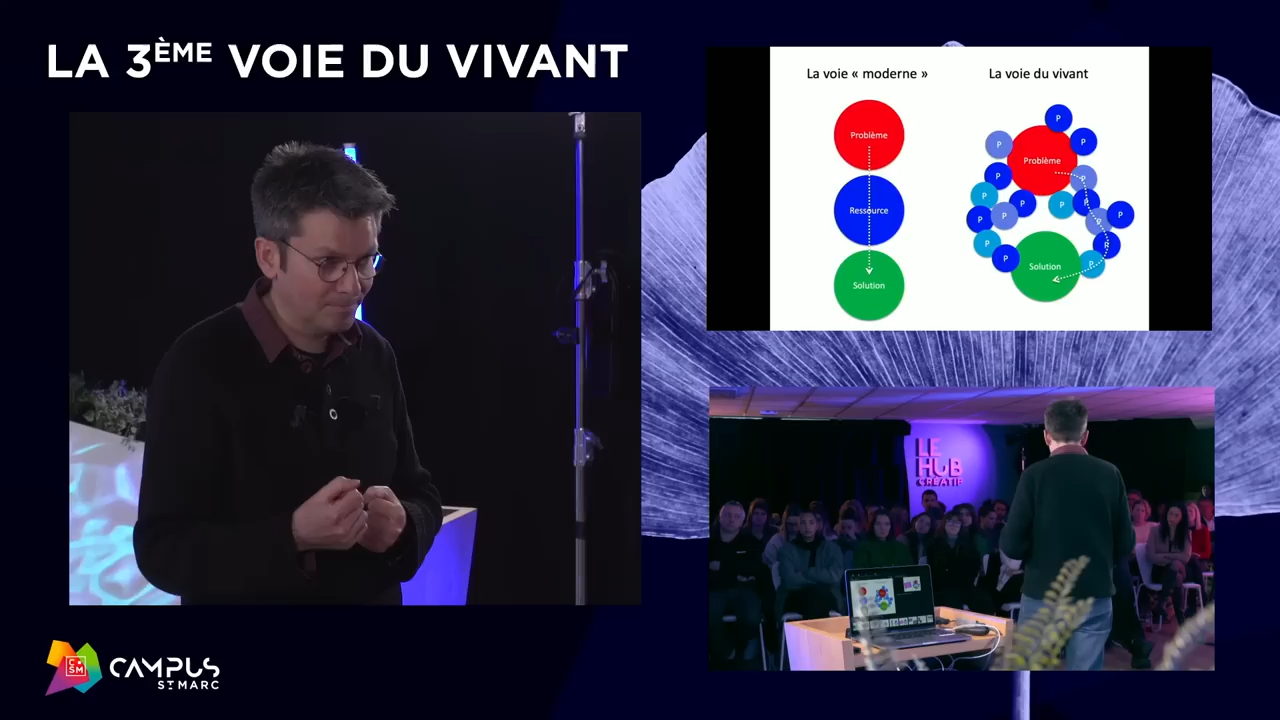 LA 3ÈME VOIE DU VIVANT
La voie « moderne »
Problème
Ressource
Solution
La voie du vivant
P
P
P
P
Problème
P
P
P
P
P
P
P
P
P
P
P
P
Solution
P
LE
HUB
CRÉATIF
C
SM
CAMPUS
ST MARC